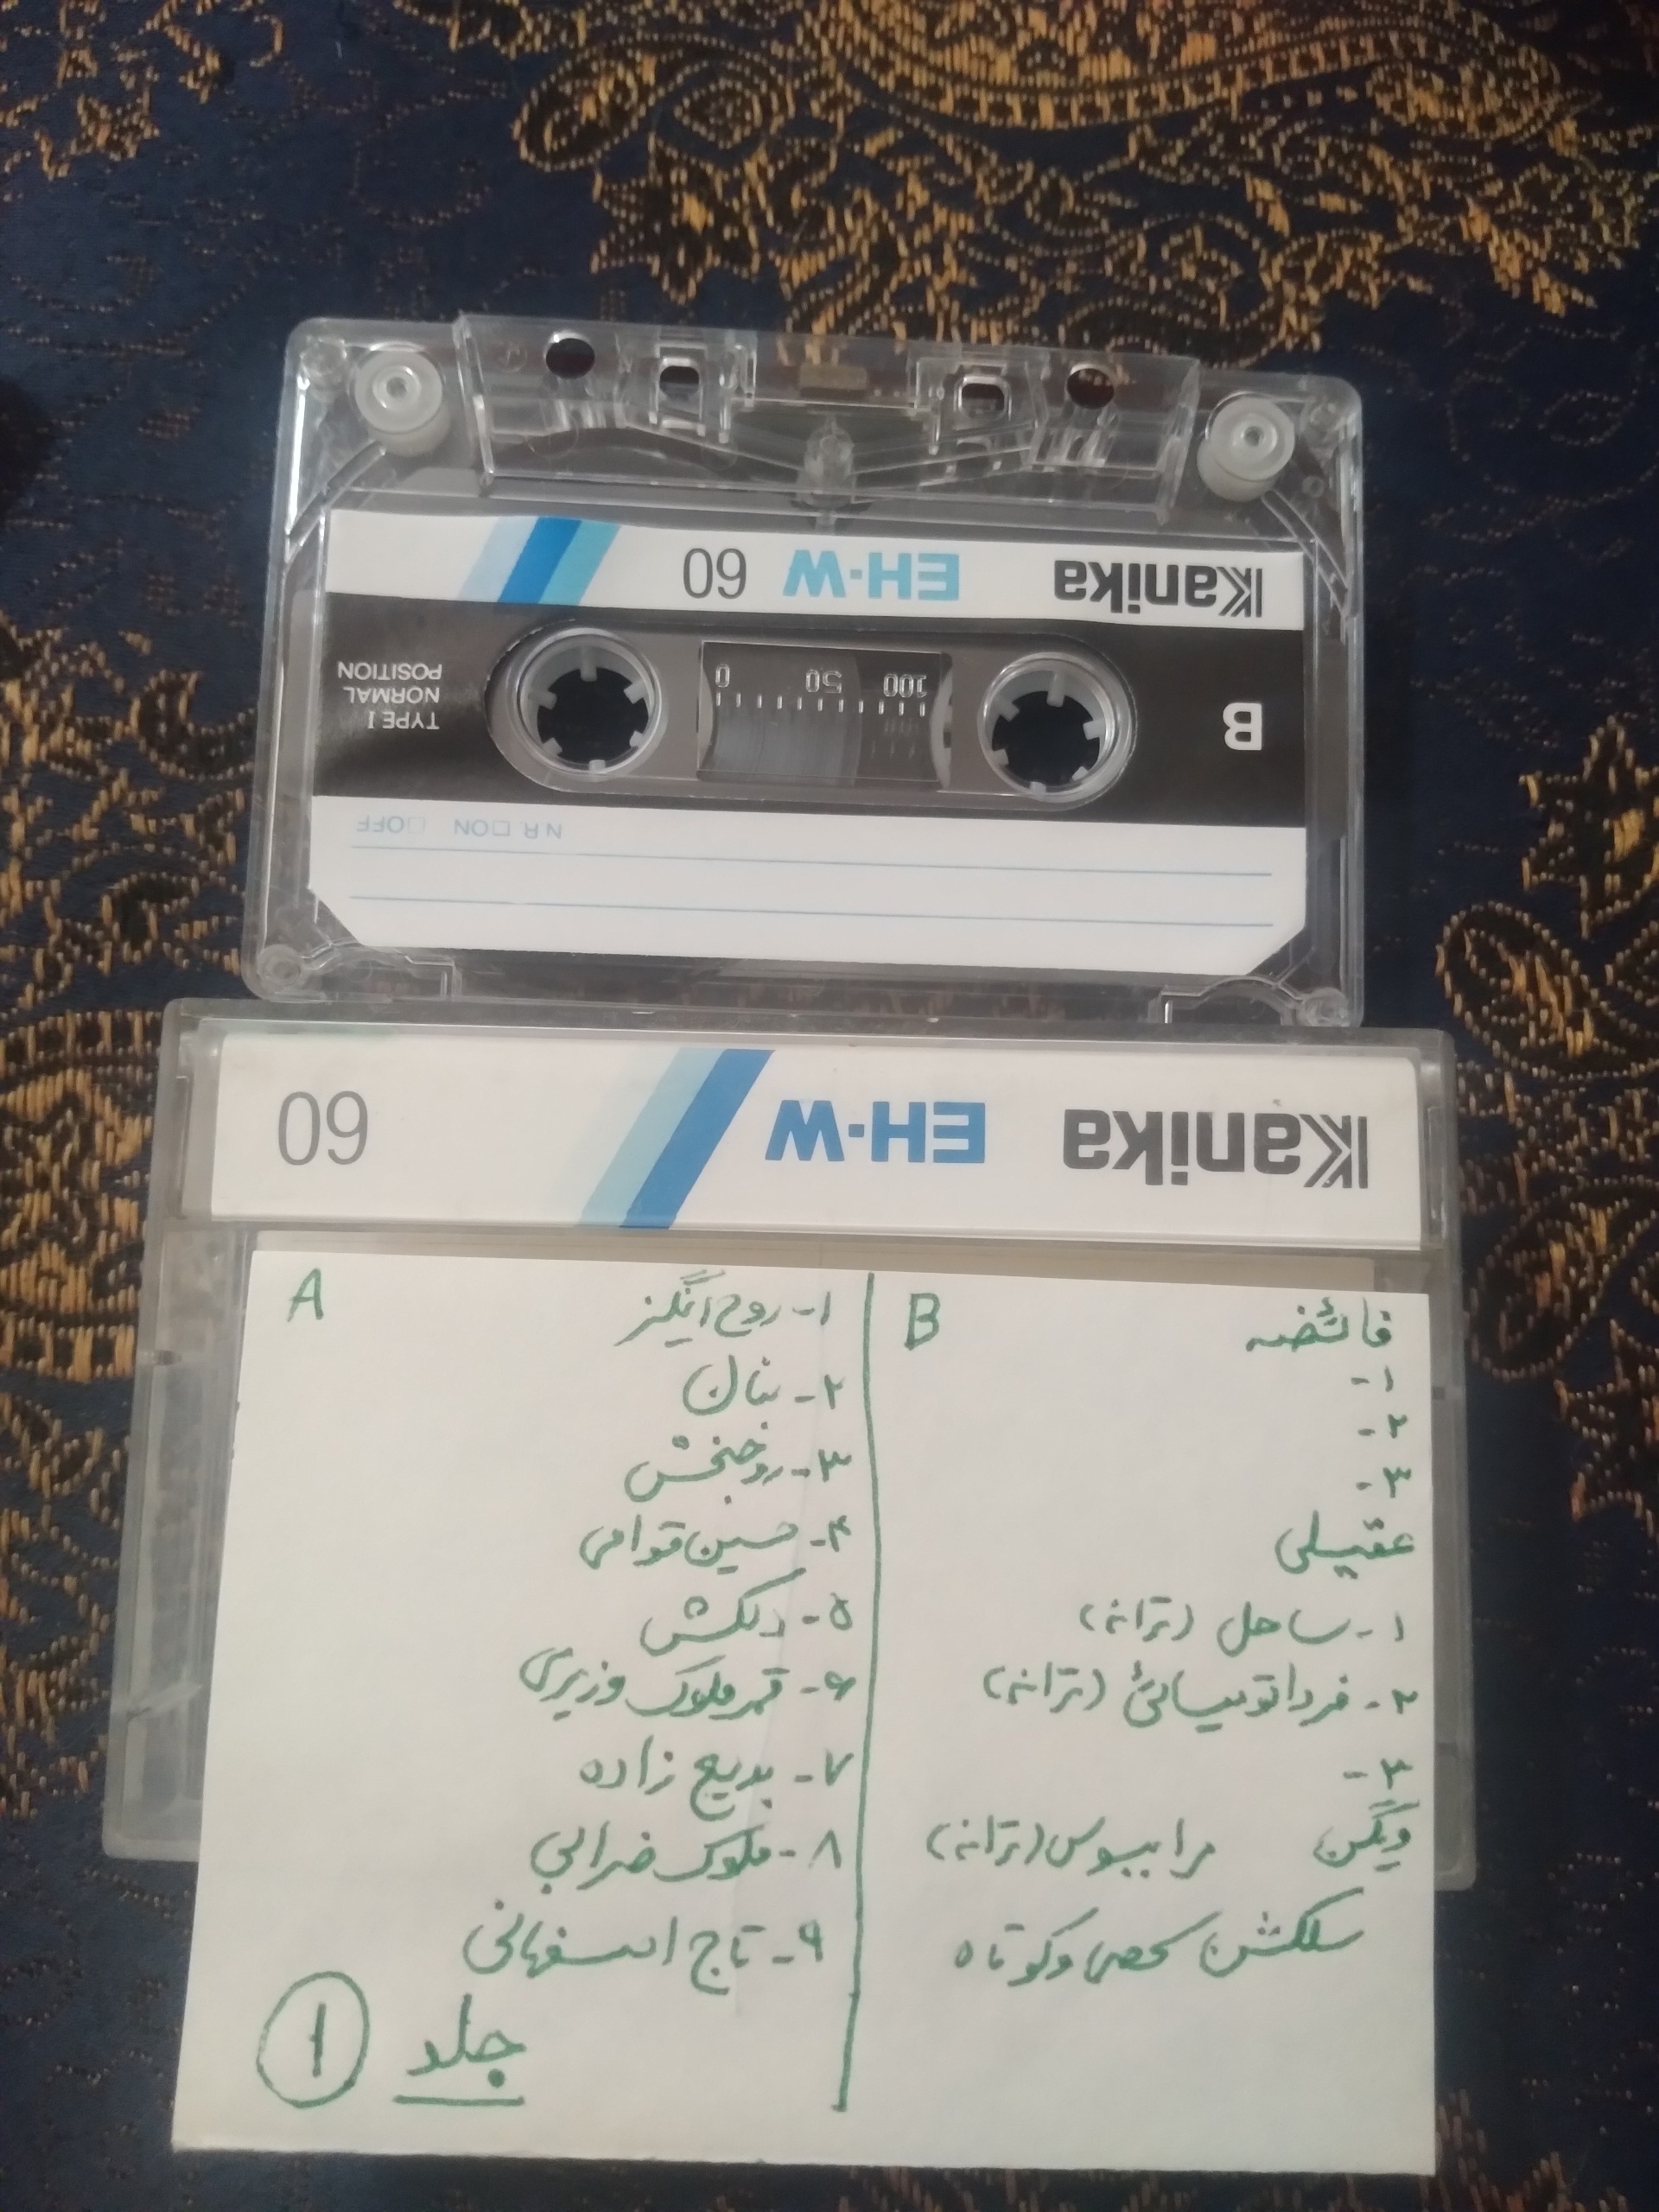 Kanika EH-W 60
B
0 50 100
TYPE I
NORMAL
POSITION
N.R. □ON □OFF
Kanika EH-W 60
A
۱- روح انگیز
۲- بنان
۳- روحبخش
۴- حسین قوامی
۵- دلکش
۶- قمرملوک وزیری
۷- بدیع زاده
۸- ملوک ضرابی
۹- تاج اصفهانی
جلد ۱
B
فائضه
۱-
۲-
۳-
عقیلی
۱- ساحل (ترانه)
۲- فردا تو میائی (ترانه)
۳-
ویگن مرا ببوس (ترانه)
سلکشن و کوتاه